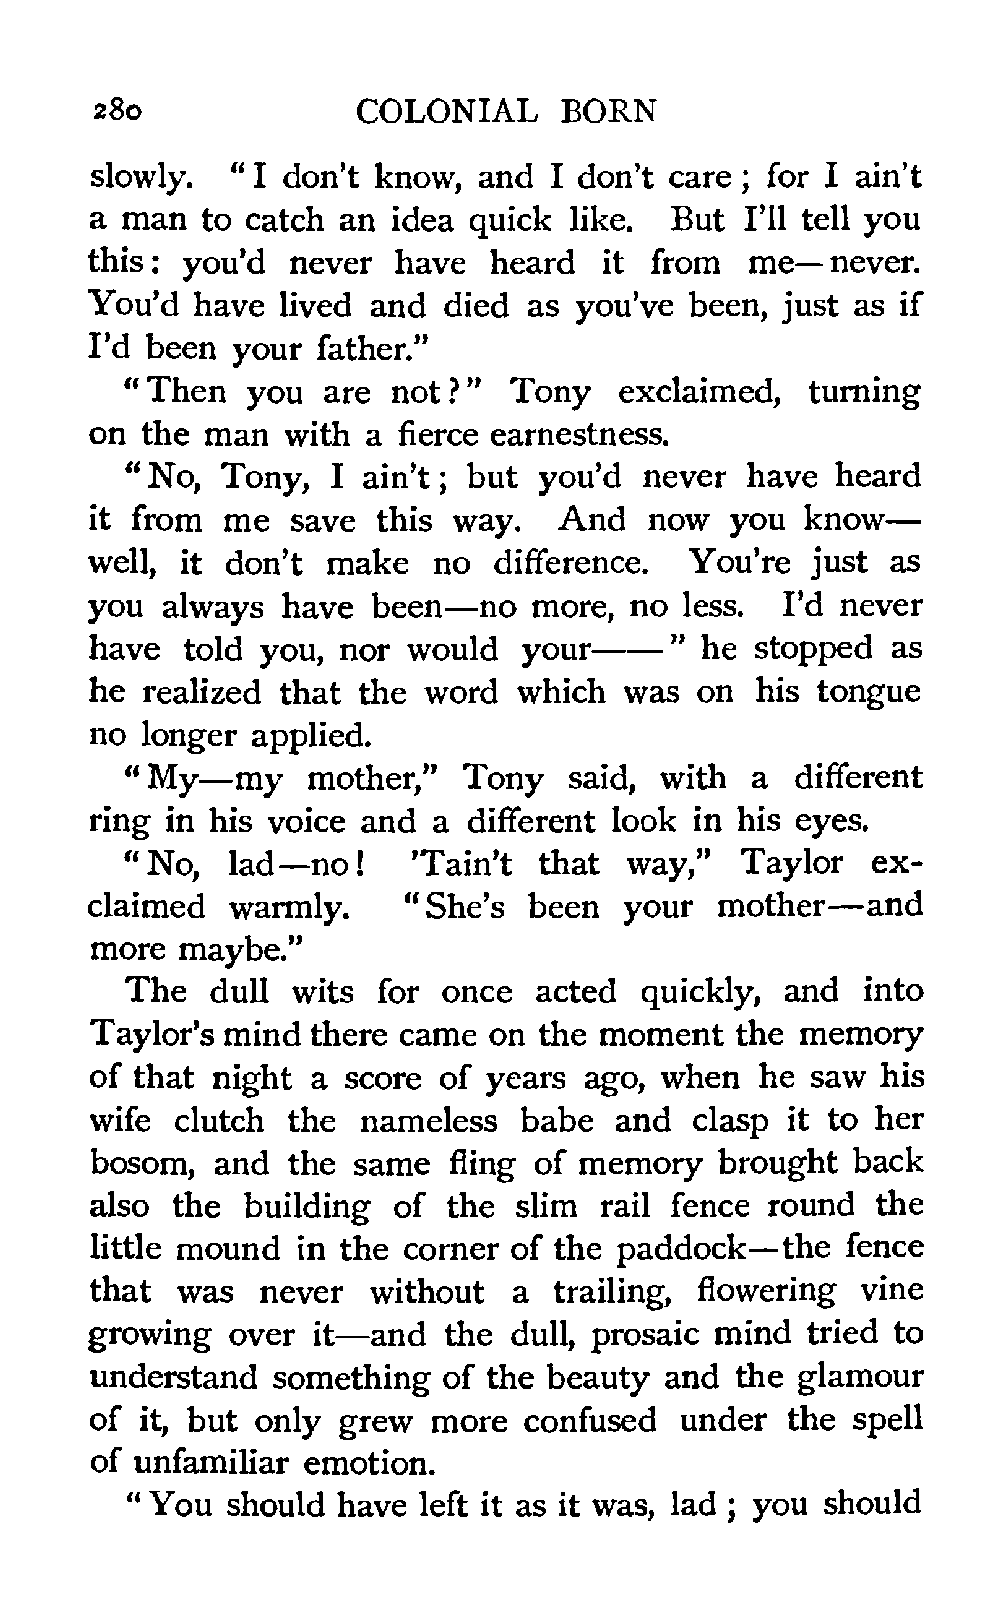 280 COLONIAL BORN
slowly. "I don't know, and I don't care; for I ain't
a man to catch an idea quick like. But I'll tell you
this: you'd never have heard it from me—never.
You'd have lived and died as you've been, just as if
I'd been your father."
"Then you are not?" Tony exclaimed, turning
on the man with a fierce earnestness.
"No, Tony, I ain't; but you'd never have heard
it from me save this way. And now you know—
well, it don't make no difference. You're just as
you always have been—no more, no less. I'd never
have told you, nor would your——" he stopped as
he realized that the word which was on his tongue
no longer applied.
"My—my mother," Tony said, with a different
ring in his voice and a different look in his eyes.
"No, lad—no! 'Tain't that way," Taylor ex-
claimed warmly. "She's been your mother—and
more maybe."
The dull wits for once acted quickly, and into
Taylor's mind there came on the moment the memory
of that night a score of years ago, when he saw his
wife clutch the nameless babe and clasp it to her
bosom, and the same fling of memory brought back
also the building of the slim rail fence round the
little mound in the corner of the paddock—the fence
that was never without a trailing, flowering vine
growing over it—and the dull, prosaic mind tried to
understand something of the beauty and the glamour
of it, but only grew more confused under the spell
of unfamiliar emotion.
"You should have left it as it was, lad; you should